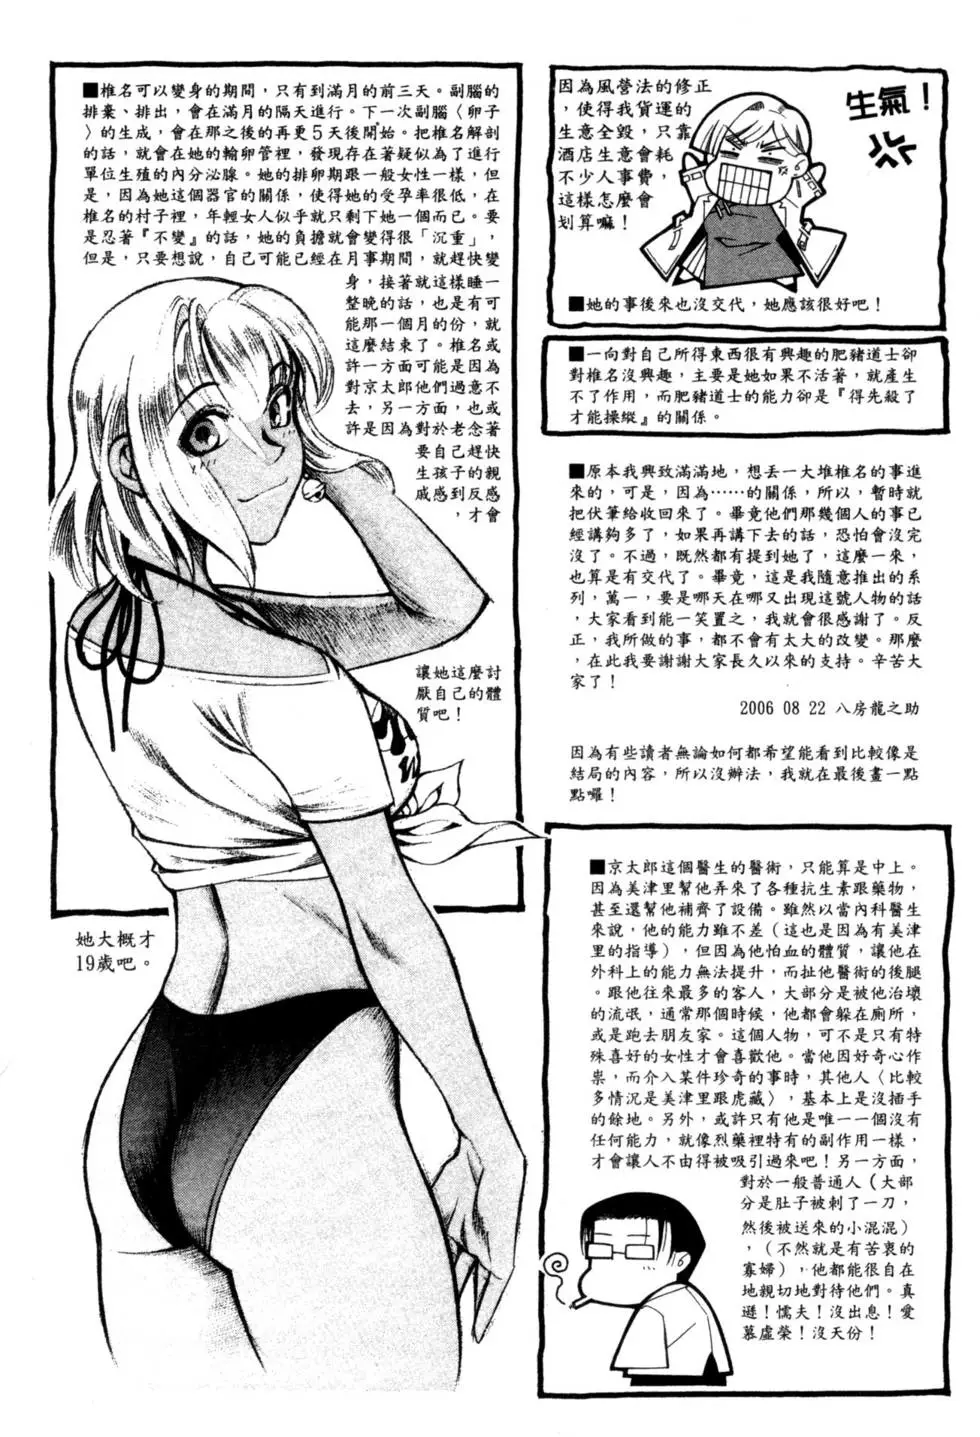 ■椎名可以變身的期間，只有到滿月的前三天。副腦的
排棄、排出，會在滿月的隔天進行。下一次副腦〈卵子
〉的生成，會在那之後的再更5天後開始。把椎名解剖
的話，就會在她的輸卵管裡，發現存在著疑似為了進行
單位生殖的內分泌腺。她的排卵期跟一般女性一樣，但
是，因為她這個器官的關係，使得她的受孕率很低，在
椎名的村子裡，年輕女人似乎就只剩下她一個而已。要
是忍著『不變』的話，她的負擔就會變得很「沉重」，
但是，只要想說，自己可能已經在月事期間，就趕快變
身，接著就這樣睡一
整晚的話，也是有可
能那一個月的份，就
這麼結束了。椎名或
許一方面可能是因為
對京太郎他們過意不
去，另一方面，也或
許是因為對於老念著
要自己趕快
生孩子的親
戚感到反感
，才會
讓她這麼討
厭自己的體
質吧！
她大概才
19歲吧。
因為風營法的修正
，使得我貨運的
生意全毀，只靠
酒店生意會耗
不少人事費，
這樣怎麼會
划算嘛！
生氣！
■她的事後來也沒交代，她應該很好吧！
■一向對自己所得東西很有興趣的肥豬道士卻
對椎名沒興趣，主要是她如果不活著，就產生
不了作用，而肥豬道士的能力卻是『得先殺了
才能操縱』的關係。
■原本我興致滿滿地，想丟一大堆椎名的事進
來的，可是，因為……的關係，所以，暫時就
把伏筆給收回來了。畢竟他們那幾個人的事已
經講夠多了，如果再講下去的話，恐怕會沒完
沒了。不過，既然都有提到她了，這麼一來，
也算是有交代了。畢竟，這是我隨意推出的系
列，萬一，要是哪天在哪又出現這號人物的話
，大家看到能一笑置之，我就會很感謝了。反
正，我所做的事，都不會有太大的改變。那麼
，在此我要謝謝大家長久以來的支持。辛苦大
家了！
2006 08 22 八房龍之助
因為有些讀者無論如何都希望能看到比較像是
結局的內容，所以沒辦法，我就在最後畫一點
點囉！
■京太郎這個醫生的醫術，只能算是中上。
因為美津里幫他弄來了各種抗生素跟藥物，
甚至還幫他補齊了設備。雖然以當內科醫生
來說，他的能力雖不差（這也是因為有美津
里的指導），但因為他怕血的體質，讓他在
外科上的能力無法提升，而扯他醫術的後腿
。跟他往來最多的客人，大部分是被他治壞
的流氓，通常那個時候，他都會躲在廁所，
或是跑去朋友家。這個人物，可不是只有特
殊喜好的女性才會喜歡他。當他因好奇心作
祟，而介入某件珍奇的事時，其他人〈比較
多情況是美津里跟虎藏〉，基本上是沒插手
的餘地。另外，或許只有他是唯一一個沒有
任何能力，就像烈藥裡特有的副作用一樣，
才會讓人不由得被吸引過來吧！另一方面，
對於一般普通人（大部
分是肚子被刺了一刀，
然後被送來的小混混）
，（不然就是有苦衷的
寡婦），他都能很自在
地親切地對待他們。真
遜！懦夫！沒出息！愛
慕虛榮！沒天份！